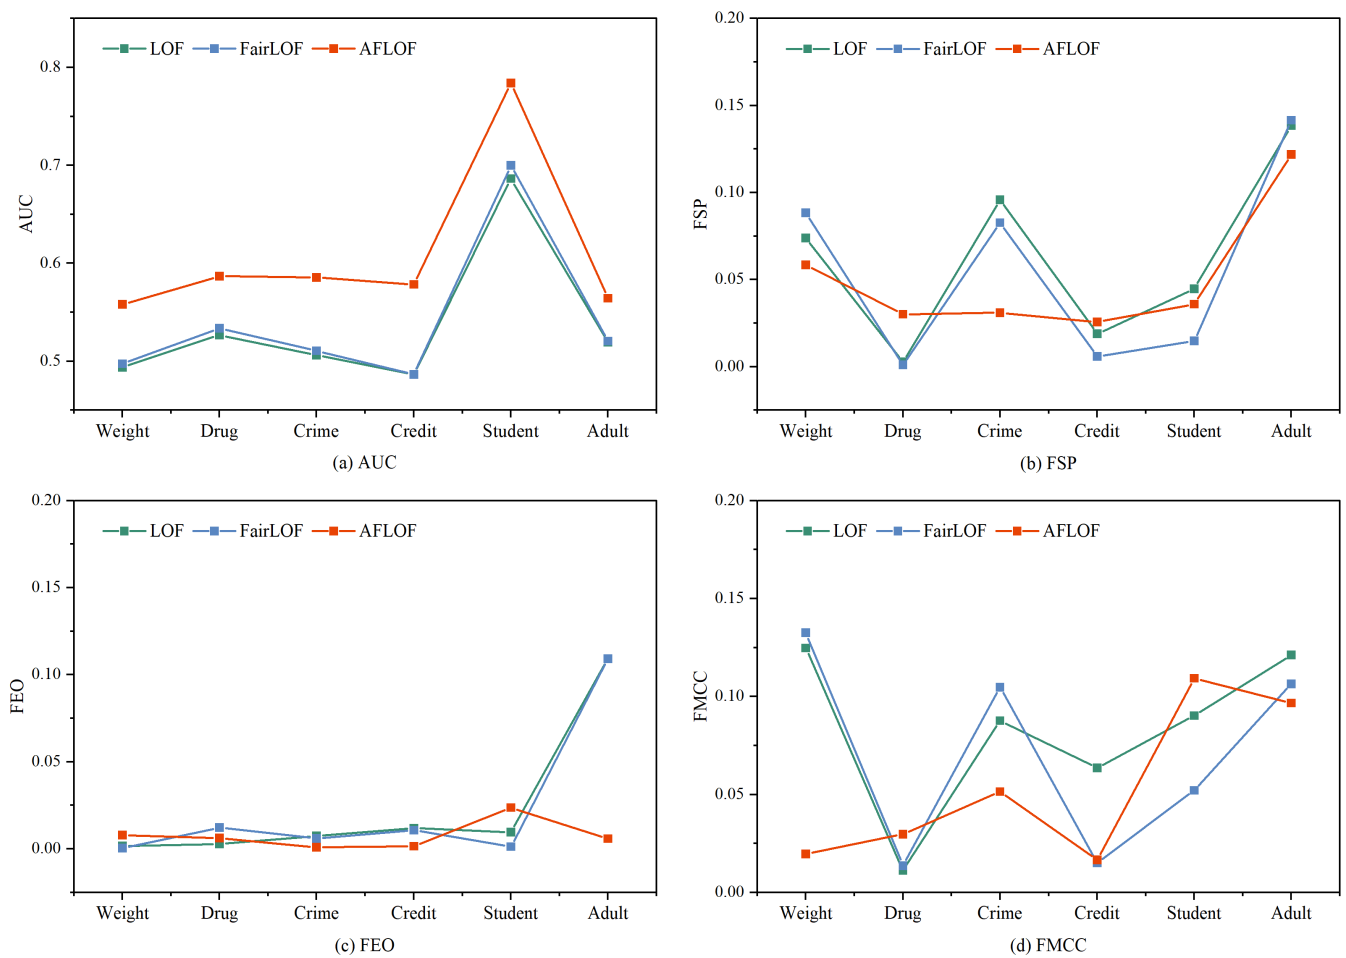 LOF FairLOF AFLOF
0.8
0.7
0.6
0.5
AUC
Weight Drug Crime Credit Student Adult
(a) AUC
0.20
LOF FairLOF AFLOF
0.15
0.10
0.05
0.00
FSP
Weight Drug Crime Credit Student Adult
(b) FSP
0.20
LOF FairLOF AFLOF
0.15
0.10
0.05
0.00
FEO
Weight Drug Crime Credit Student Adult
(c) FEO
0.20
LOF FairLOF AFLOF
0.15
0.10
0.05
0.00
FMCC
Weight Drug Crime Credit Student Adult
(d) FMCC